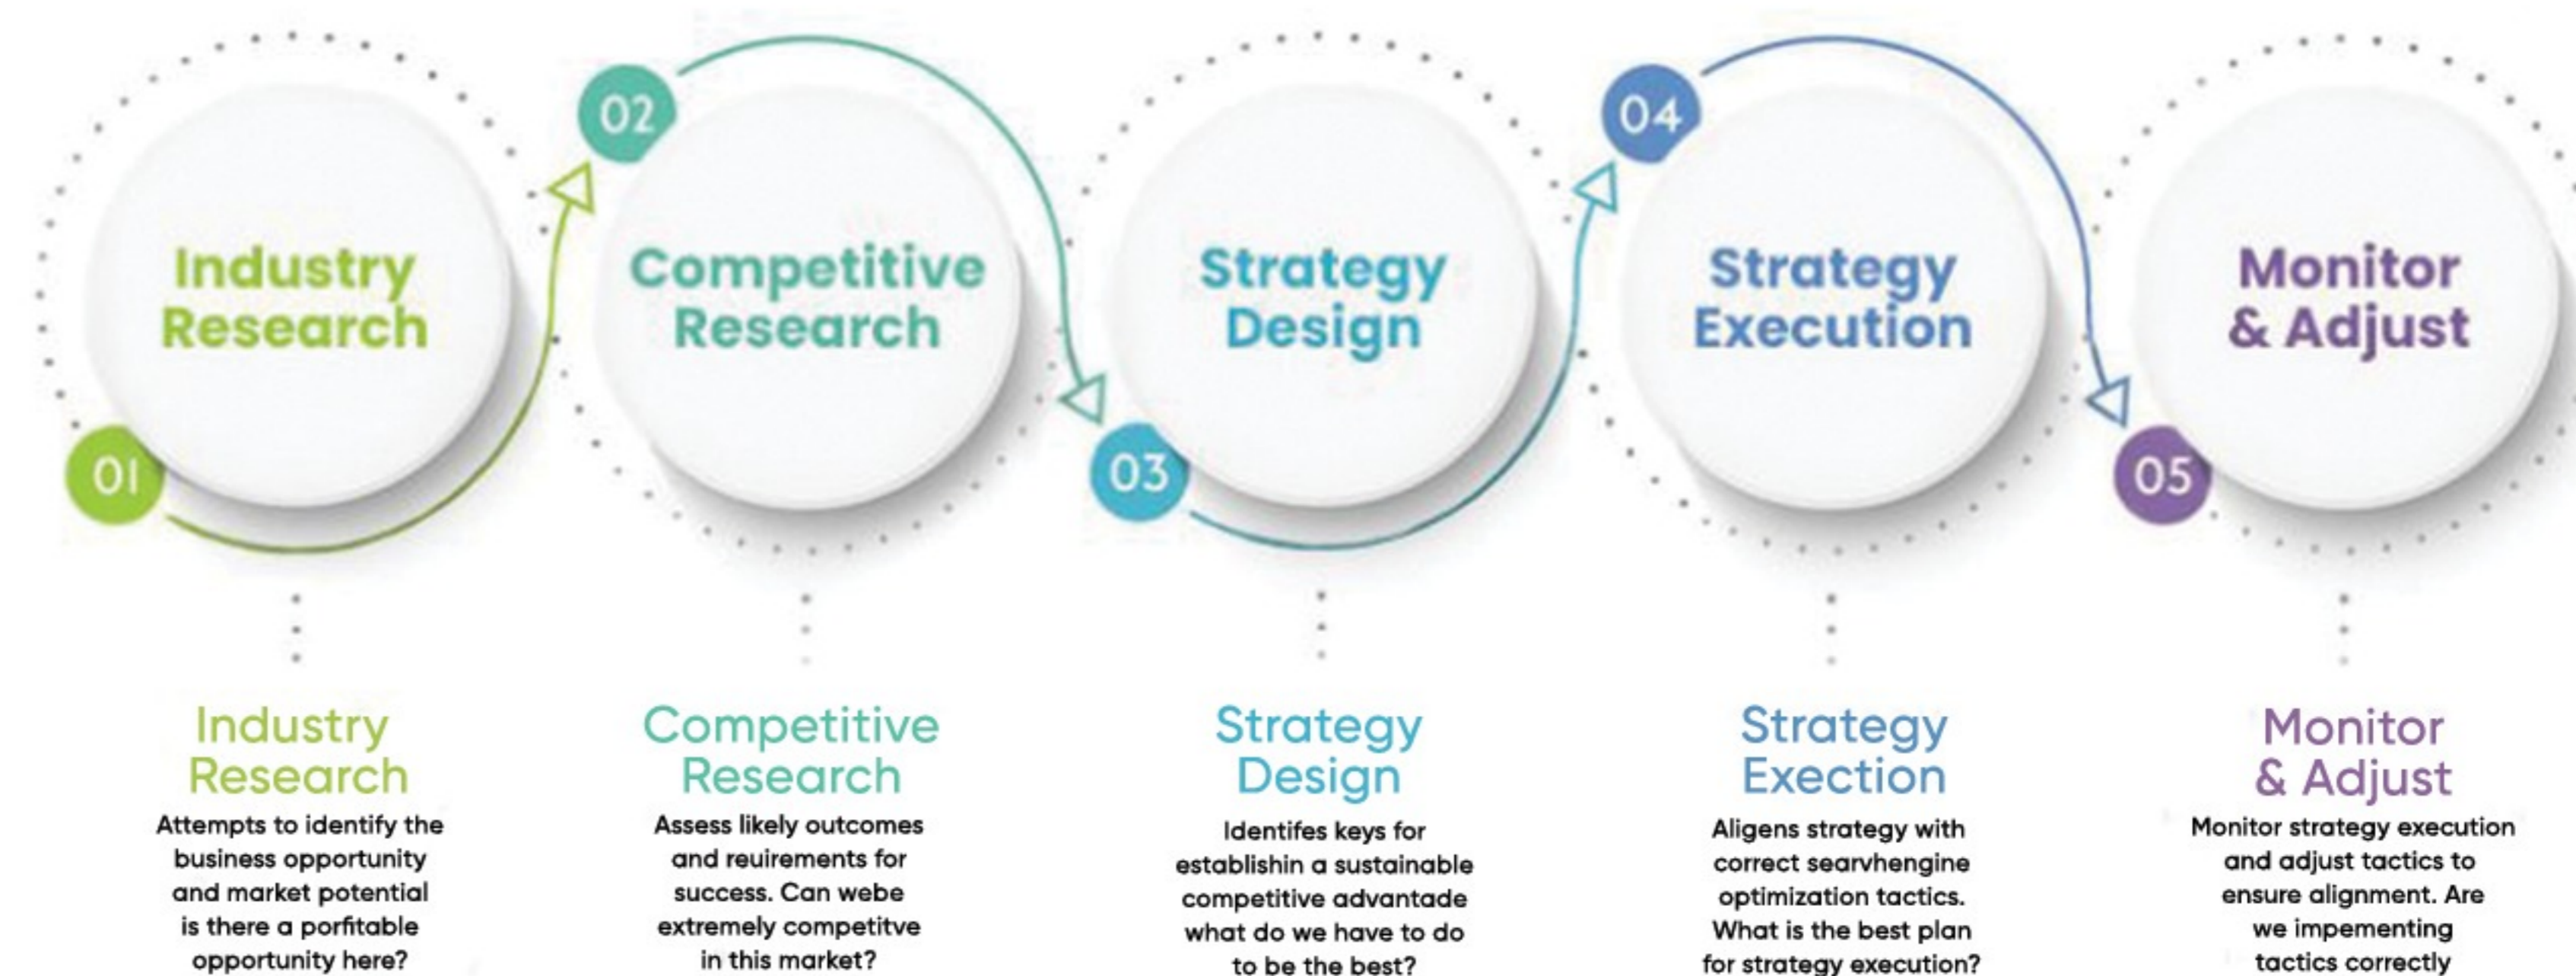 01
Industry
Research
02
Competitive
Research
03
Strategy
Design
04
Strategy
Execution
05
Monitor
& Adjust
Industry
Research
Attempts to identify the
business opportunity
and market potential
is there a porfitable
opportunity here?
Competitive
Research
Assess likely outcomes
and reuirements for
success. Can webe
extremely competitve
in this market?
Strategy
Design
Identifes keys for
establishin a sustainable
competitive advantade
what do we have to do
to be the best?
Strategy
Exection
Aligens strategy with
correct searvhengine
optimization tactics.
What is the best plan
for strategy execution?
Monitor
& Adjust
Monitor strategy execution
and adjust tactics to
ensure alignment. Are
we impementing
tactics correctly